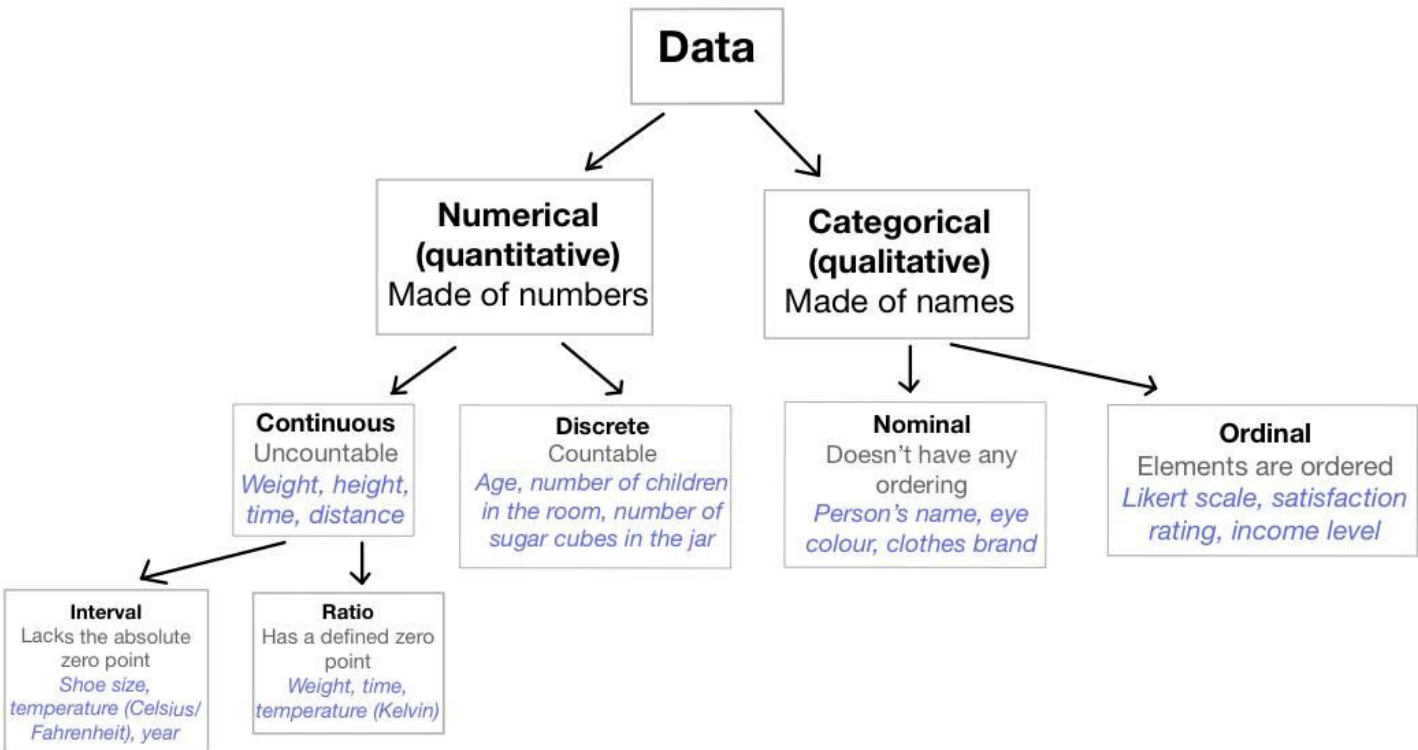 Data
Numerical
(quantitative)
Made of numbers
Categorical
(qualitative)
Made of names
Continuous
Uncountable
Weight, height,
time, distance
Discrete
Countable
Age, number of children
in the room, number of
sugar cubes in the jar
Nominal
Doesn't have any
ordering
Person's name, eye
colour, clothes brand
Ordinal
Elements are ordered
Likert scale, satisfaction
rating, income level
Interval
Lacks the absolute
zero point
Shoe size,
temperature (Celsius/
Fahrenheit), year
Ratio
Has a defined zero
point
Weight, time,
temperature (Kelvin)